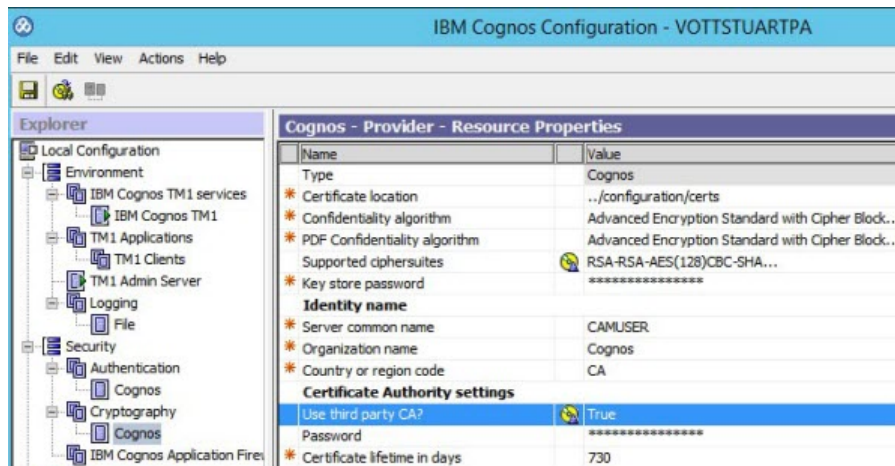 IBM Cognos Configuration - VOTTSTUARTPA
File Edit View Actions Help
Explorer
Local Configuration
Environment
IBM Cognos TM1 services
IBM Cognos TM1
TM1 Applications
TM1 Clients
TM1 Admin Server
Logging
File
Security
Authentication
Cognos
Cryptography
Cognos
IBM Cognos Application Firew
Cognos - Provider - Resource Properties
Name Value
Type Cognos
* Certificate location ../configuration/certs
* Confidentiality algorithm Advanced Encryption Standard with Cipher Block...
* PDF Confidentiality algorithm Advanced Encryption Standard with Cipher Block...
Supported ciphersuites RSA-RSA-AES(128)CBC-SHA...
* Key store password ***************
Identity name
* Server common name CAMUSER
* Organization name Cognos
* Country or region code CA
Certificate Authority settings
Use third party CA? True
Password ***************
* Certificate lifetime in days 730